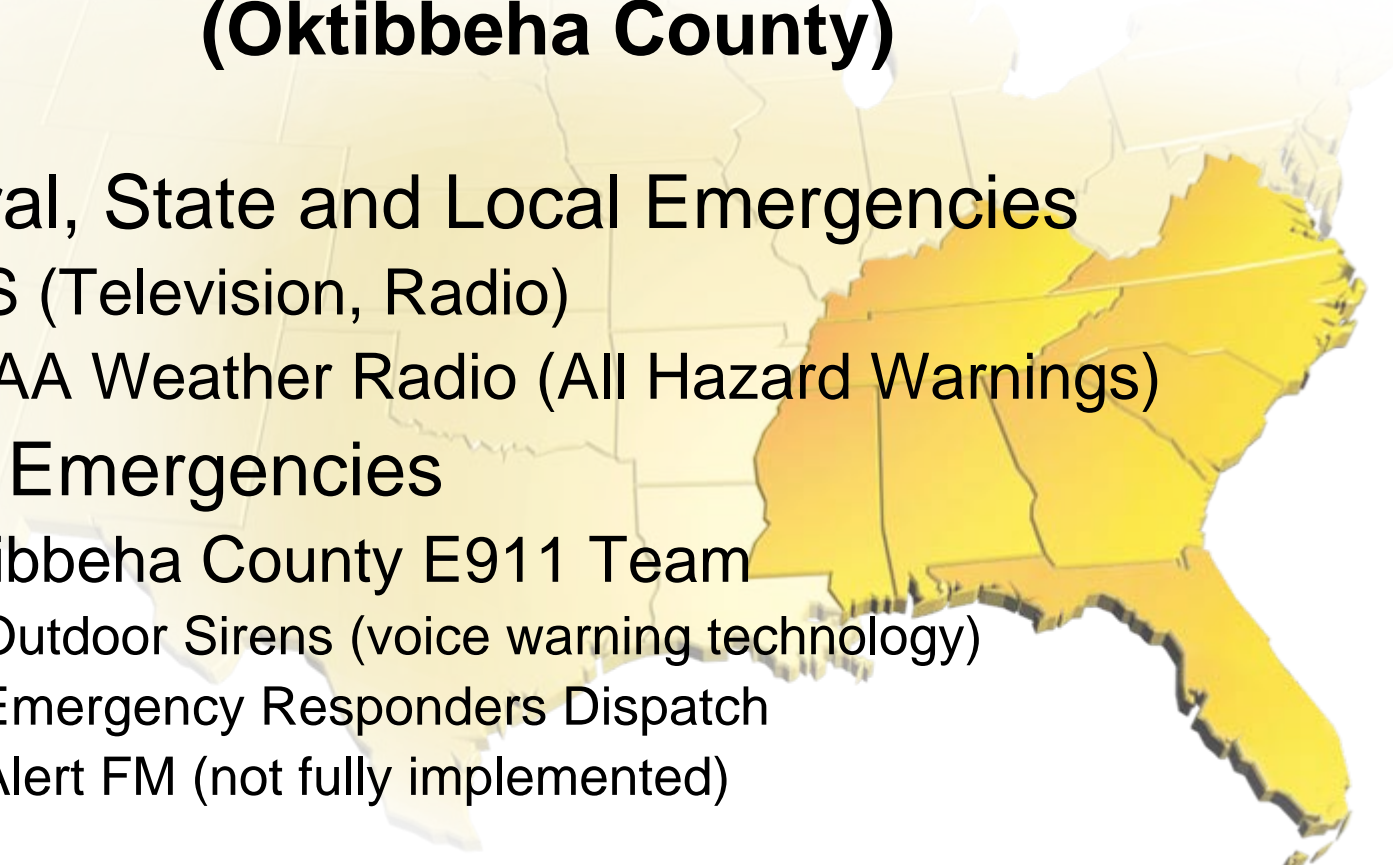 (Oktibbeha County)
al, State and Local Emergencies
S (Television, Radio)
AA Weather Radio (All Hazard Warnings)
Emergencies
ibbeha County E911 Team
Outdoor Sirens (voice warning technology)
Emergency Responders Dispatch
Alert FM (not fully implemented)